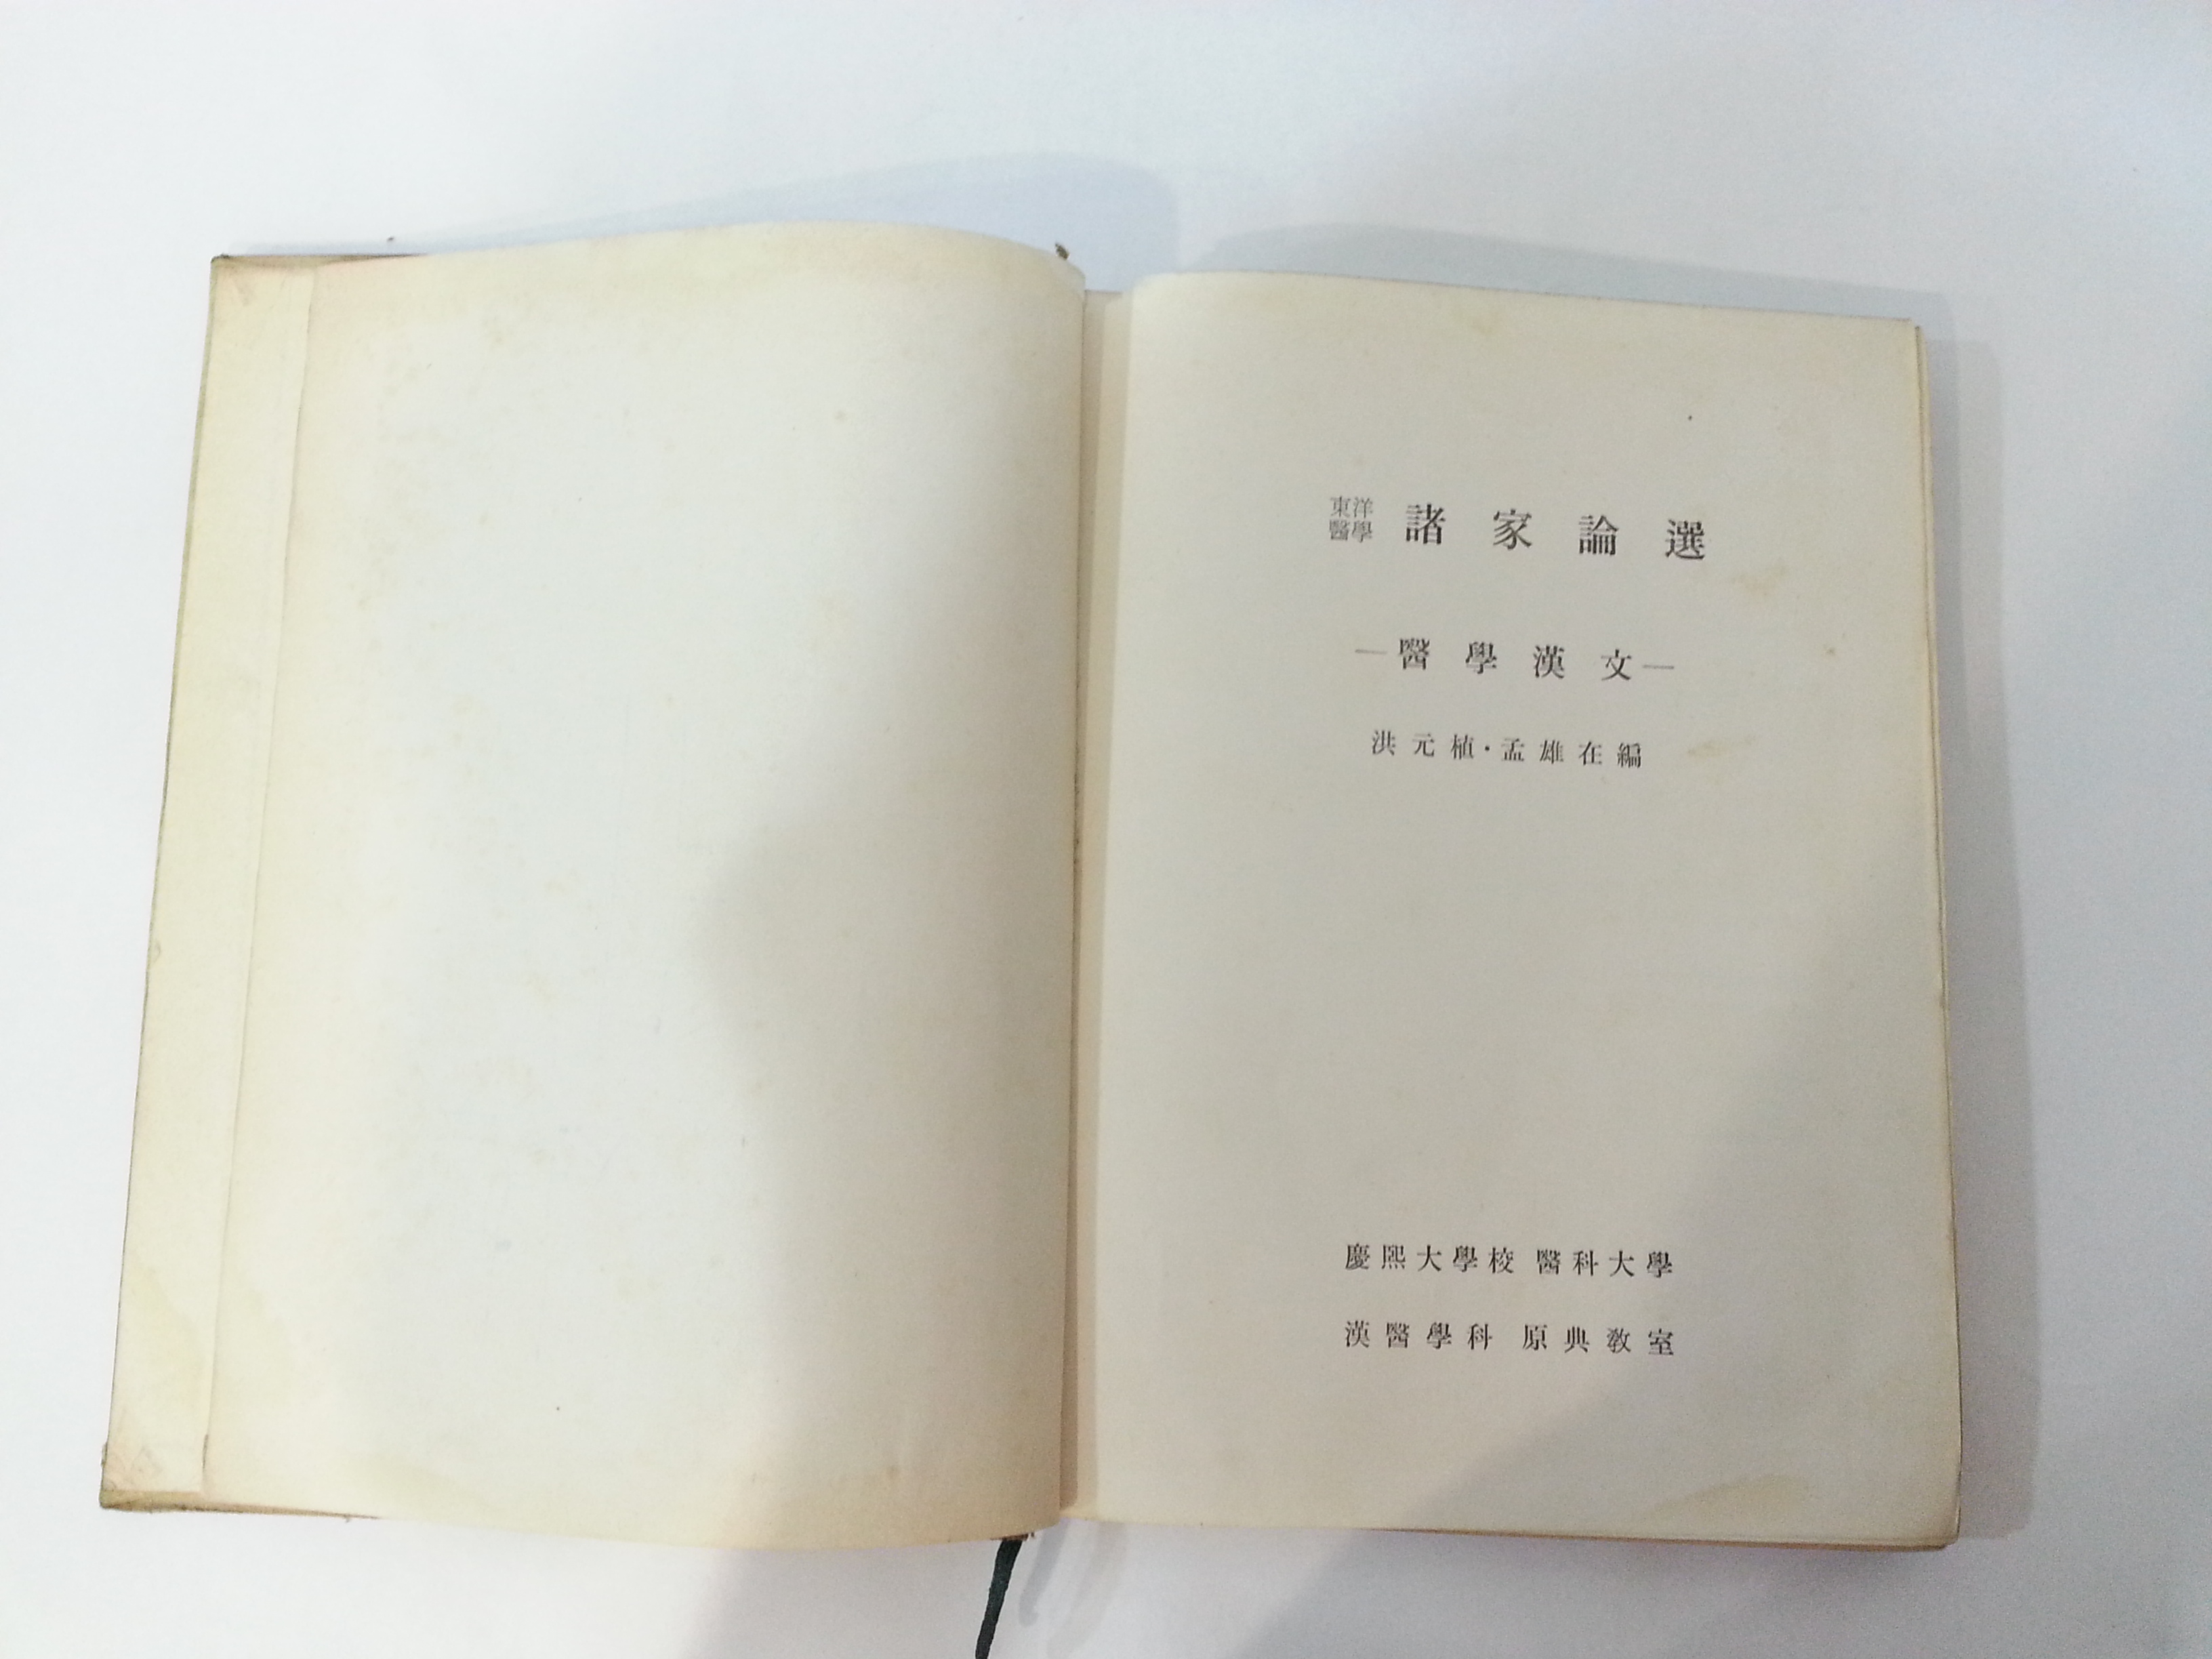 東洋醫學 諸家論選
―醫學漢文―
洪元植·孟雄在編
慶熙大學校 醫科大學
漢醫學科 原典敎室